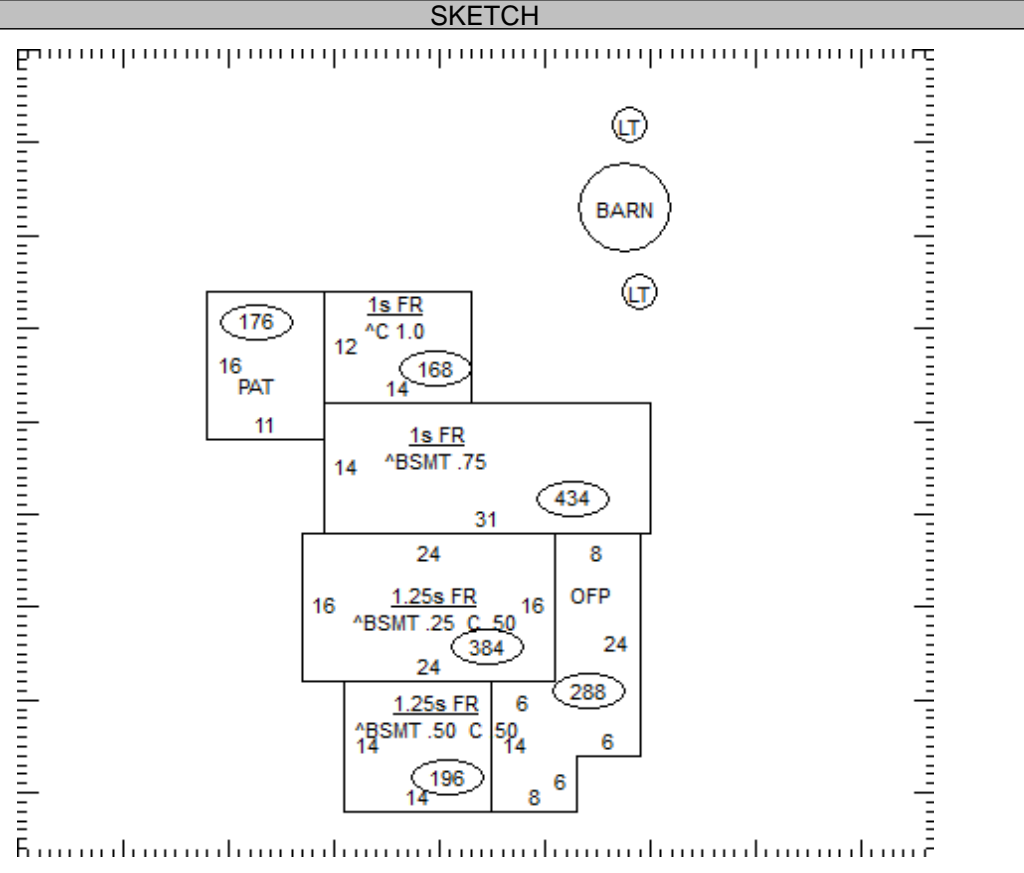 SKETCH
LT
BARN
LT
176
1s FR
^C 1.0
12
168
16
PAT
14
11
1s FR
^BSMT .75
14
434
31
24
8
16
1.25s FR
16
OFP
^BSMT .25 C .50
384
24
24
288
1.25s FR
6
^BSMT .50 C .50
14
14
6
196
14
6
8